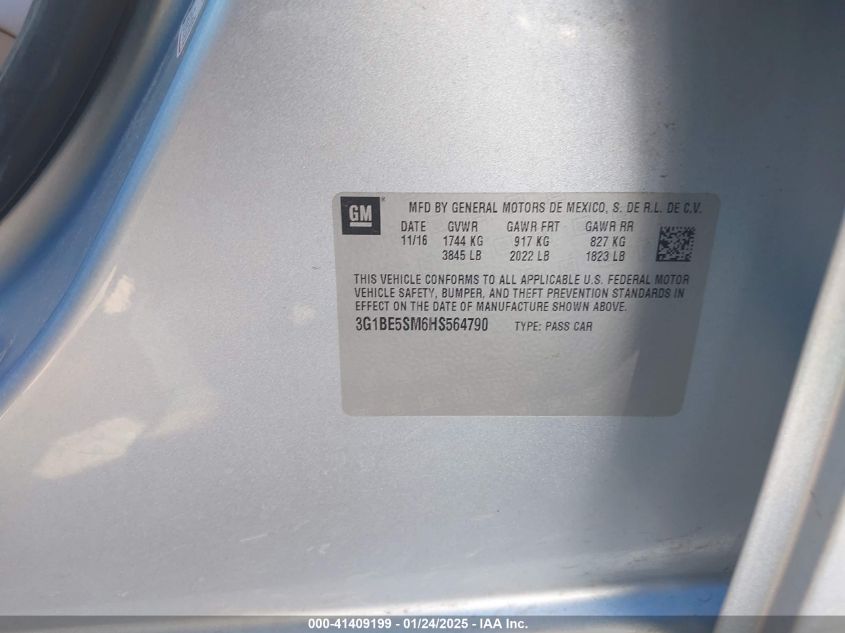 GM
MFD BY GENERAL MOTORS DE MEXICO, S. DE R.L. DE C.V.
DATE GVWR GAWR FRT GAWR RR
11/16 1744 KG 917 KG 827 KG
3845 LB 2022 LB 1823 LB
THIS VEHICLE CONFORMS TO ALL APPLICABLE U.S. FEDERAL MOTOR
VEHICLE SAFETY, BUMPER, AND THEFT PREVENTION STANDARDS IN
EFFECT ON THE DATE OF MANUFACTURE SHOWN ABOVE.
3G1BE5SM6HS564790 TYPE: PASS CAR
000-41409199 - 01/24/2025 - IAA Inc.